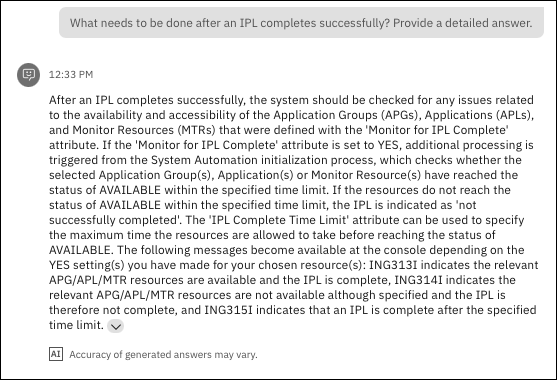 What needs to be done after an IPL completes successfully? Provide a detailed answer.
12:33 PM
After an IPL completes successfully, the system should be checked for any issues related
to the availability and accessibility of the Application Groups (APGs), Applications (APLs),
and Monitor Resources (MTRs) that were defined with the 'Monitor for IPL Complete'
attribute. If the 'Monitor for IPL Complete' attribute is set to YES, additional processing is
triggered from the System Automation initialization process, which checks whether the
selected Application Group(s), Application(s) or Monitor Resource(s) have reached the
status of AVAILABLE within the specified time limit. If the resources do not reach the
status of AVAILABLE within the specified time limit, the IPL is indicated as 'not
successfully completed'. The 'IPL Complete Time Limit' attribute can be used to specify
the maximum time the resources are allowed to take before reaching the status of
AVAILABLE. The following messages become available at the console depending on the
YES setting(s) you have made for your chosen resource(s): ING313I indicates the relevant
APG/APL/MTR resources are available and the IPL is complete, ING314I indicates the
relevant APG/APL/MTR resources are not available although specified and the IPL is
therefore not complete, and ING315I indicates that an IPL is complete after the specified
time limit.
AI Accuracy of generated answers may vary.